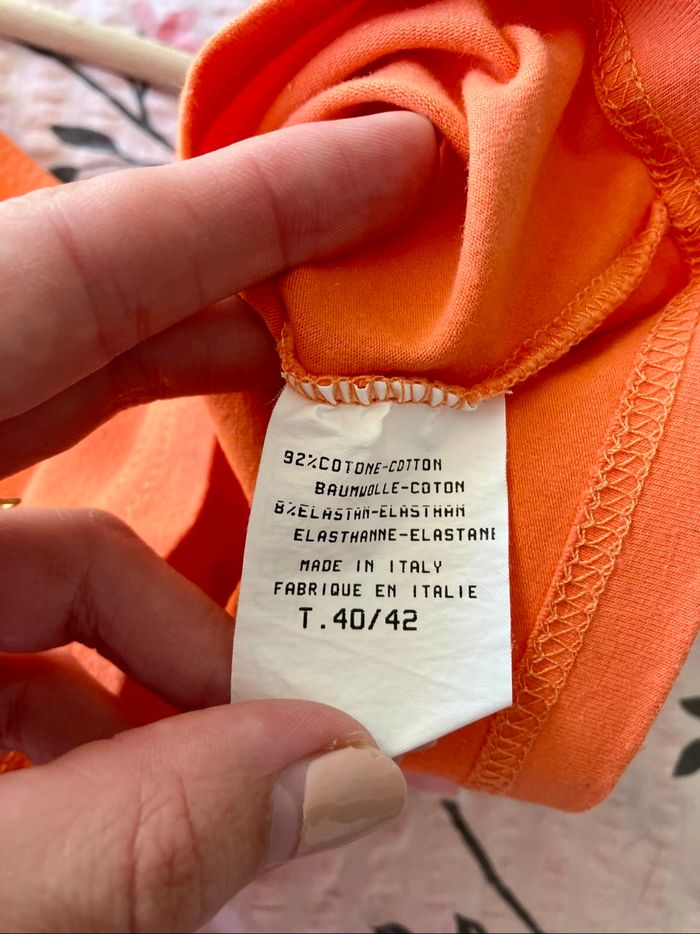 92%COTONE-COTTON
BAUMWOLLE-COTON
8%ELASTAN-ELASTHAN
ELASTHANNE-ELASTANE
MADE IN ITALY
FABRIQUE EN ITALIE
T.40/42